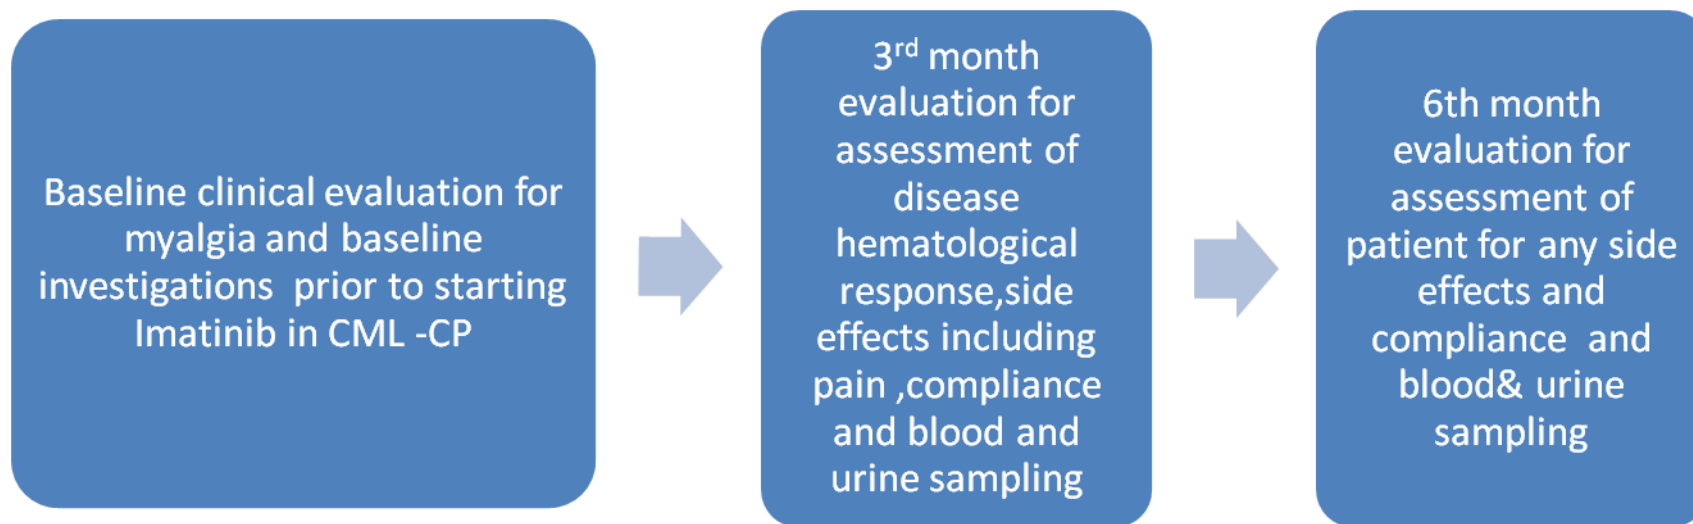 Baseline clinical evaluation for
myalgia and baseline
investigations  prior to starting
Imatinib in CML -CP
3rd month
evaluation for
assessment of
disease
hematological
response,side
effects including
pain ,compliance
and blood and
urine sampling
6th month
evaluation for
assessment of
patient for any side
effects and
compliance  and
blood& urine
sampling